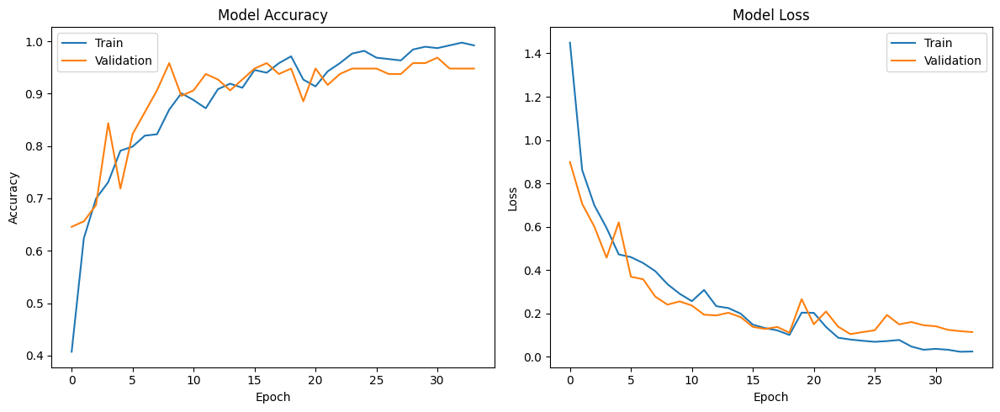 Model Accuracy
Train
Validation
Accuracy
1.0
0.9
0.8
0.7
0.6
0.5
0.4
0 5 10 15 20 25 30
Epoch
Model Loss
Train
Validation
Loss
1.4
1.2
1.0
0.8
0.6
0.4
0.2
0.0
0 5 10 15 20 25 30
Epoch